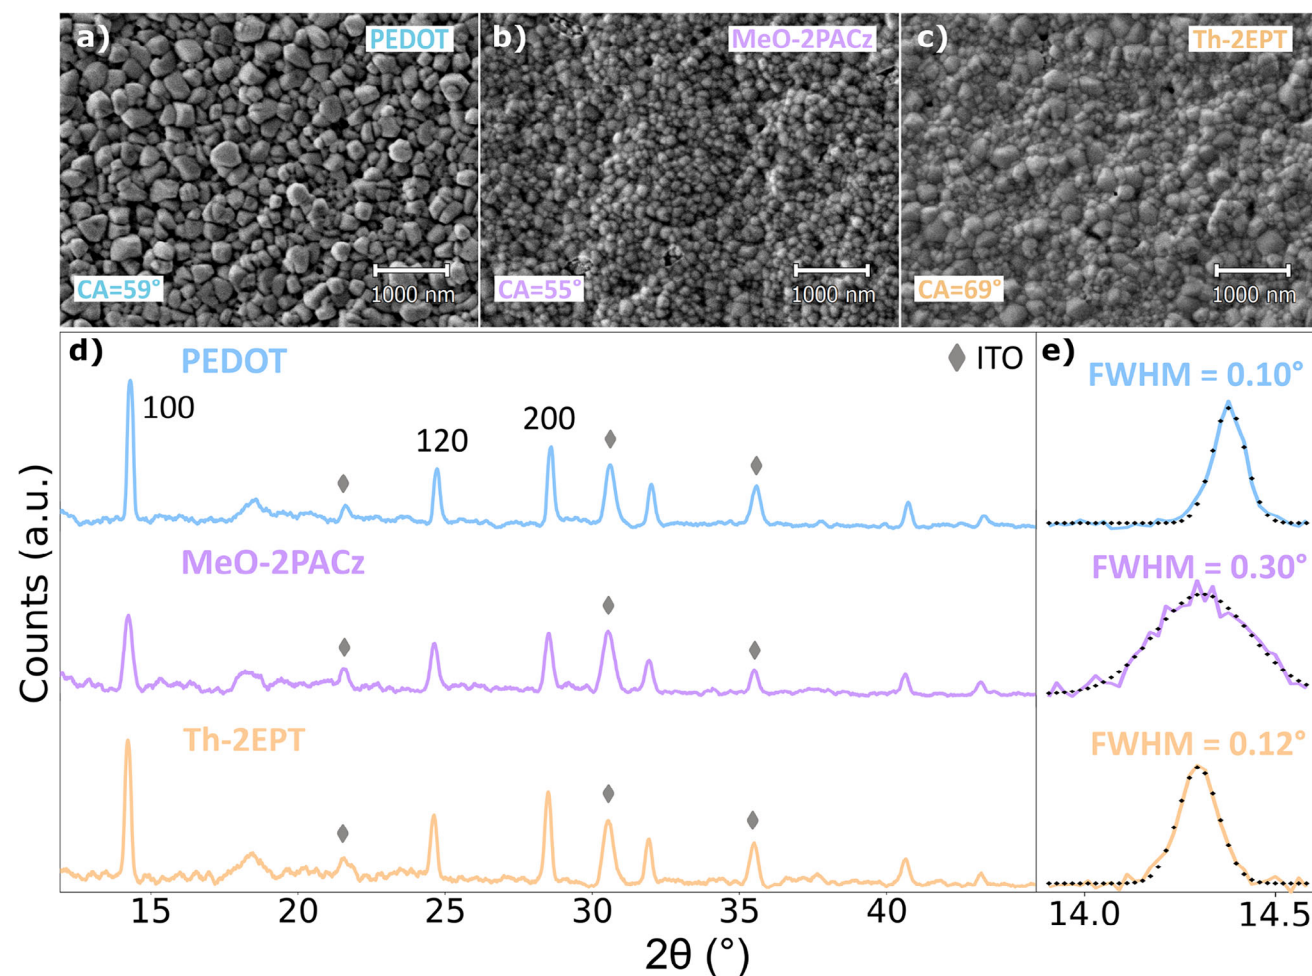 a)
PEDOT
CA=59°
1000 nm
b)
MeO-2PACz
CA=55°
1000 nm
c)
Th-2EPT
CA=69°
1000 nm
d)
PEDOT
ITO
100
120
200
MeO-2PACz
Th-2EPT
Counts (a.u.)
15 20 25 30 35 40
2θ (°)
e)
FWHM = 0.10°
FWHM = 0.30°
FWHM = 0.12°
14.0 14.5